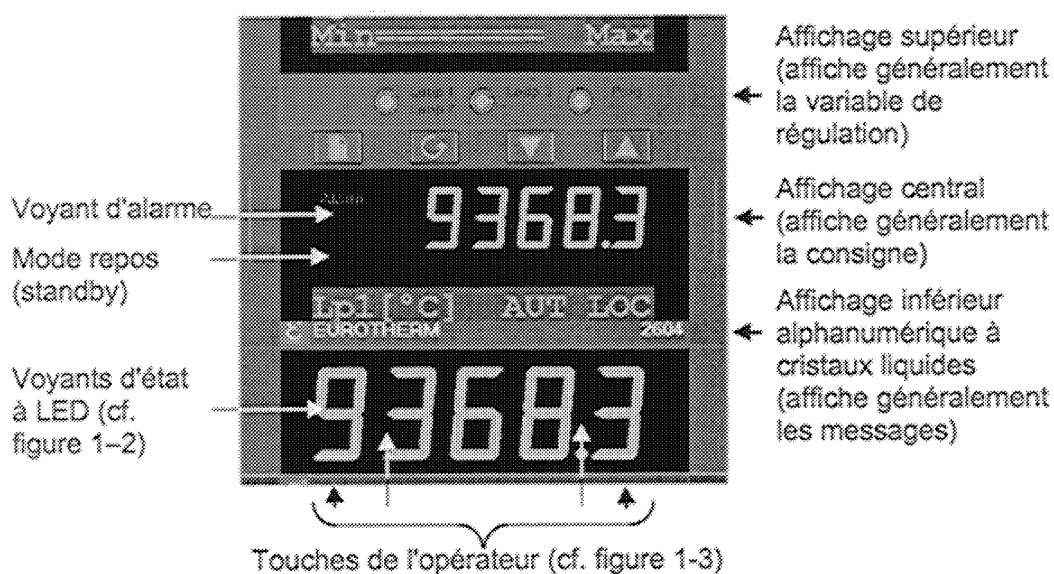 Min Max
Affichage supérieur
(affiche généralement
la variable de
régulation)
Voyant d'alarme
9368.3
Affichage central
(affiche généralement
la consigne)
Mode repos
(standby)
Lp1[°C] AUT LOC
EUROTHERM 2604
Affichage inférieur
alphanumérique à
cristaux liquides
(affiche généralement
les messages)
Voyants d'état
à LED (cf.
figure 1–2)
9368.3
Touches de l'opérateur (cf. figure 1-3)